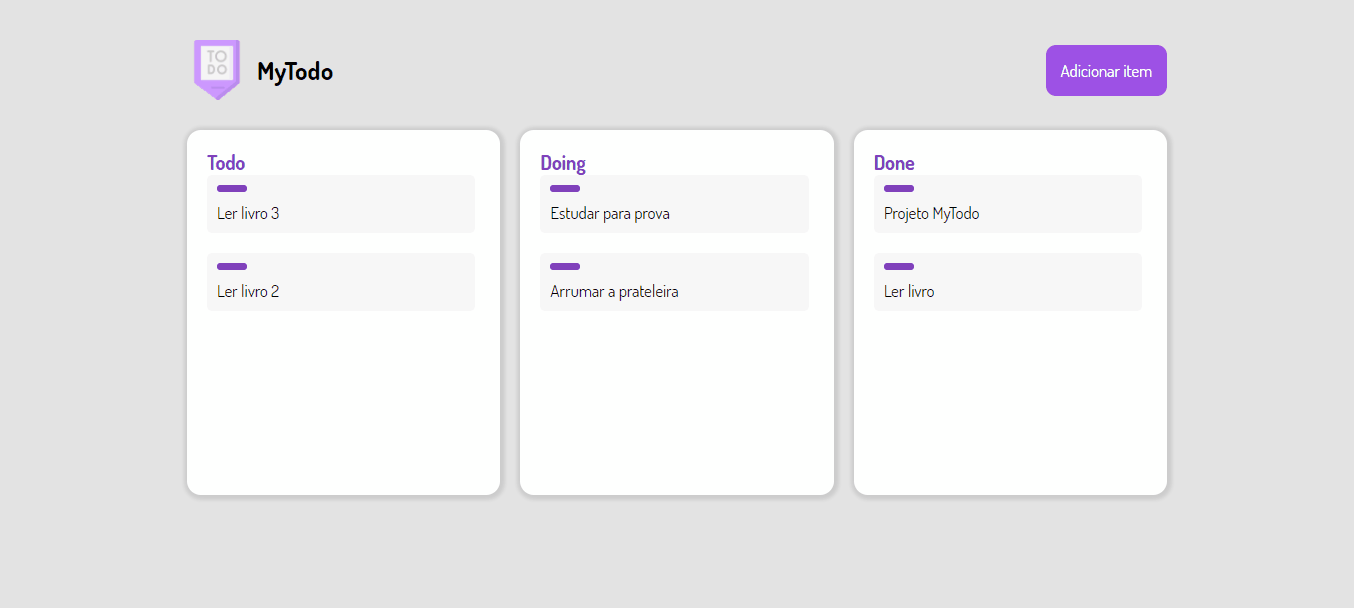 TO
DO
MyTodo
Adicionar item
Todo
Ler livro 3
Ler livro 2
Doing
Estudar para prova
Arrumar a prateleira
Done
Projeto MyTodo
Ler livro